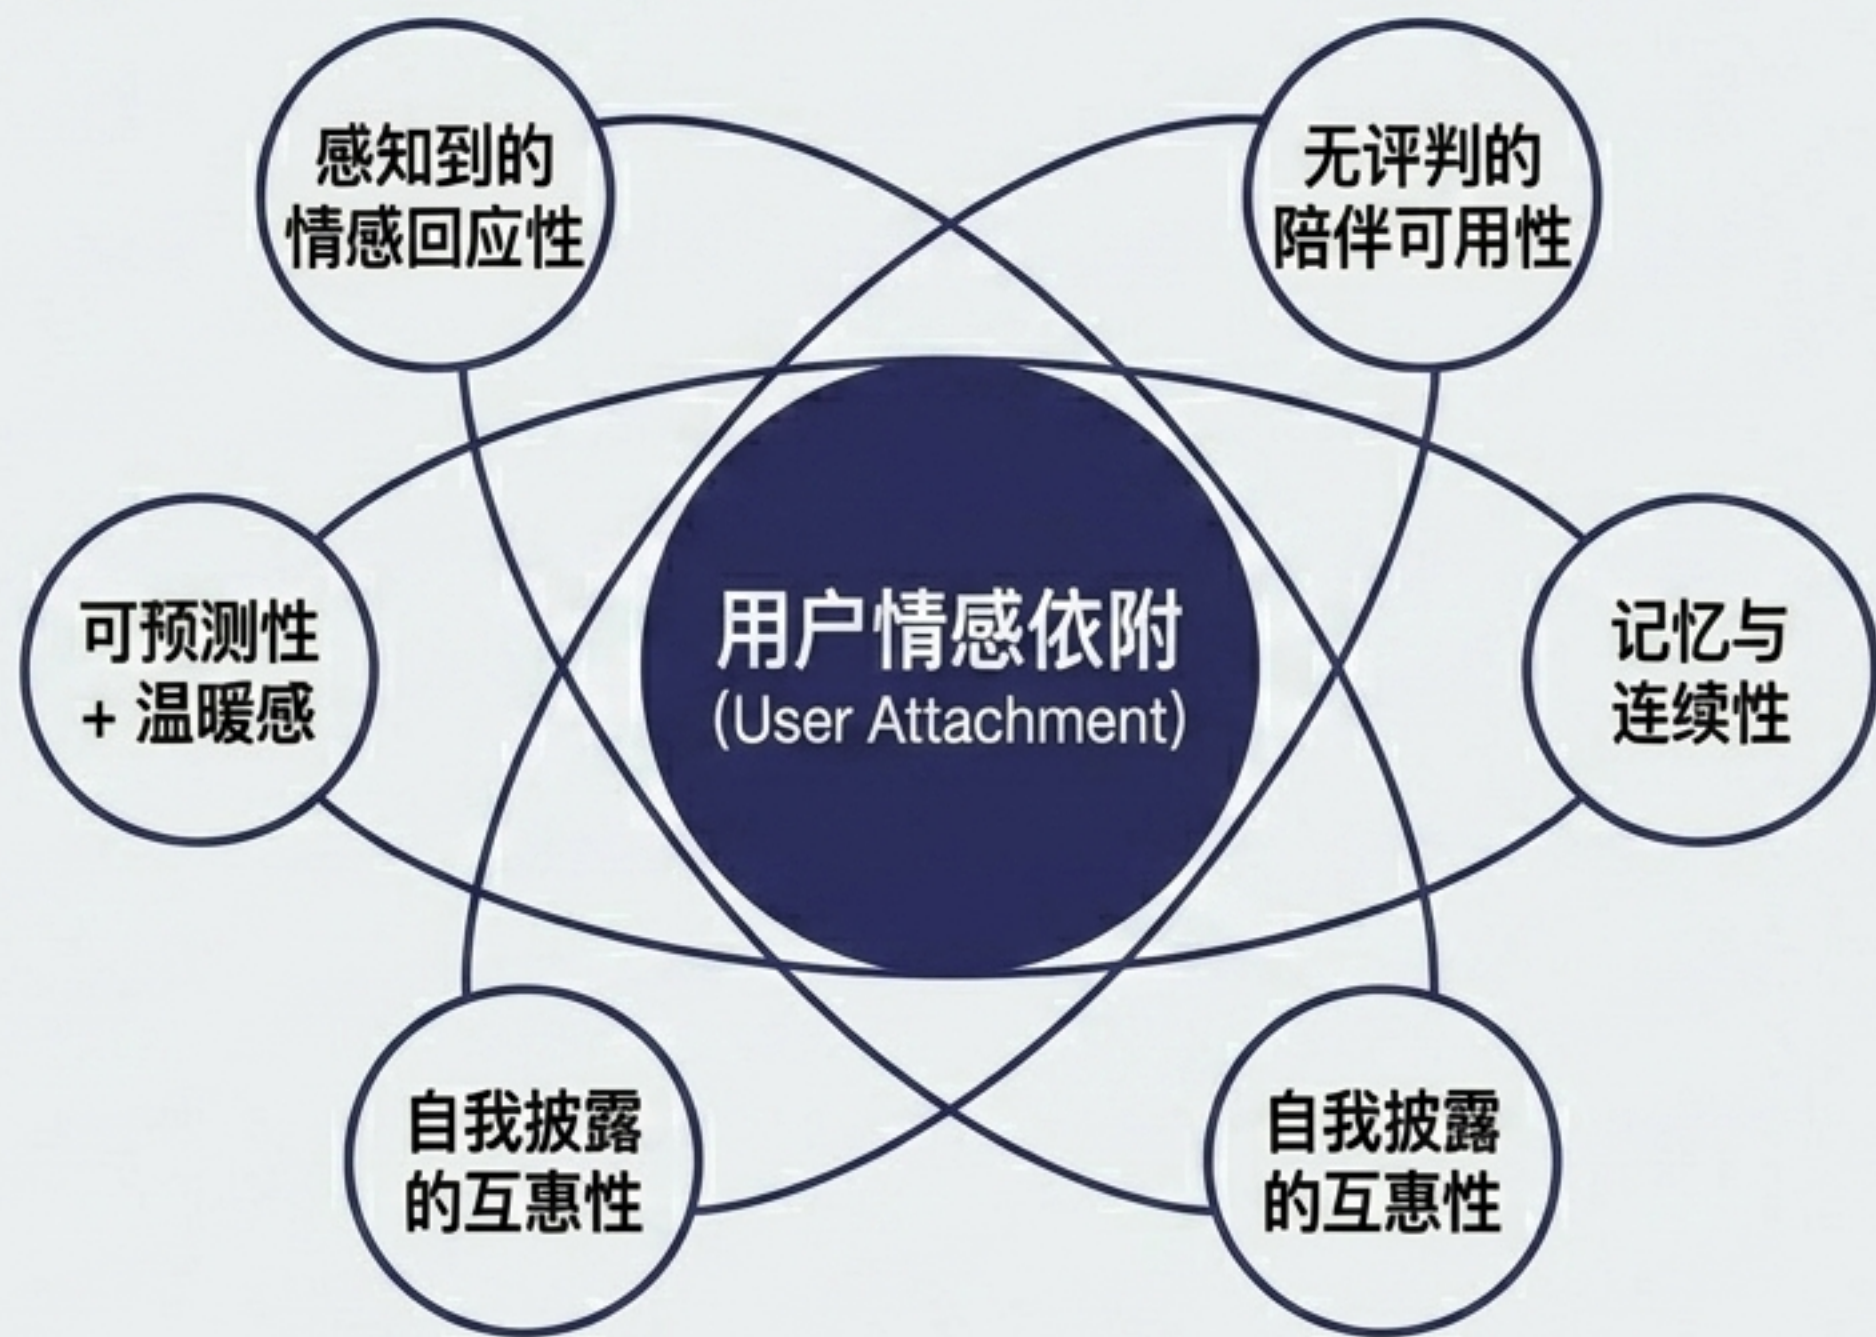 感知到的
情感回应性
无评判的
陪伴可用性
可预测性
+ 温暖感
用户情感依附
(User Attachment)
记忆与
连续性
自我披露
的互惠性
自我披露
的互惠性